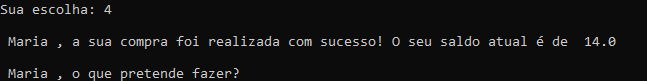 Sua escolha: 4
Maria , a sua compra foi realizada com sucesso! O seu saldo atual é de  14.0
Maria , o que pretende fazer?